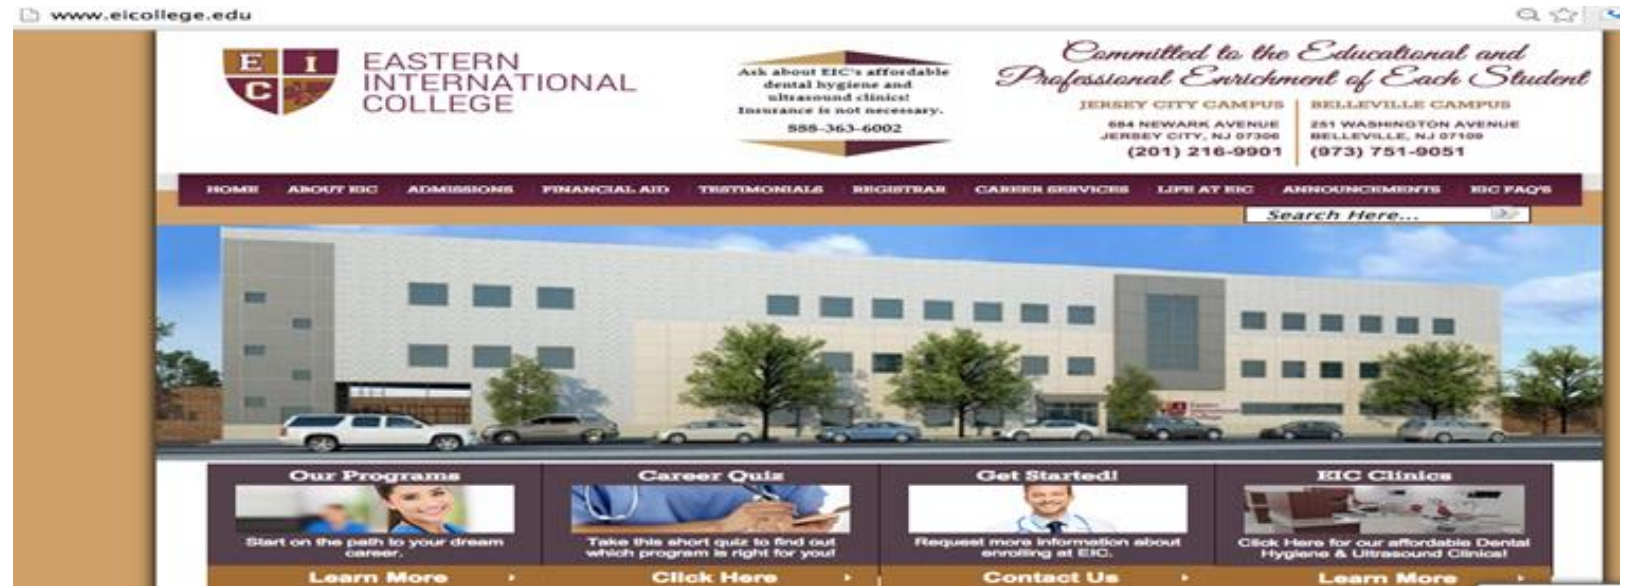 www.eicollege.edu
E I
C
EASTERN
INTERNATIONAL
COLLEGE
Ask about EIC's affordable
dental hygiene and
ultrasound clinics!
Insurance is not necessary.
888-363-6002
Committed to the Educational and
Professional Enrichment of Each Student
JERSEY CITY CAMPUS
684 NEWARK AVENUE
JERSEY CITY, NJ 07306
(201) 216-9901
BELLEVILLE CAMPUS
251 WASHINGTON AVENUE
BELLEVILLE, NJ 07109
(973) 751-9051
HOME ABOUT EIC ADMISSIONS FINANCIAL AID TESTIMONIALS REGISTRAR CAREER SERVICES LIFE AT EIC ANNOUNCEMENTS EIC FAQ'S
Search Here...
Eastern
International
College
Our Programs
Start on the path to your dream
career.
Learn More
Career Quiz
Take this short quiz to find out
which program is right for you!
Click Here
Get Started!
Request more information about
enrolling at EIC.
Contact Us
EIC Clinics
Click Here for our affordable Dental
Hygiene & Ultrasound Clinics!
Learn More